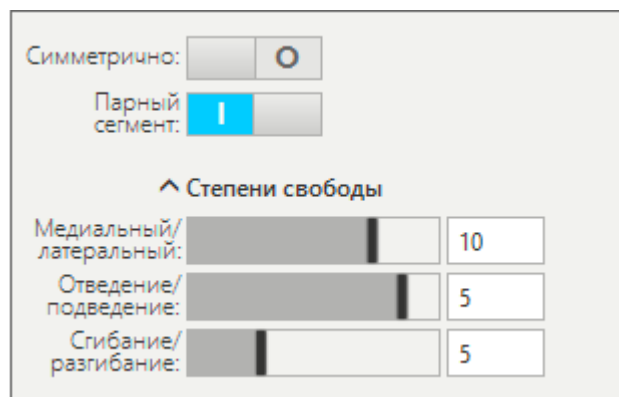 Симметрично: O
Парный I
сегмент:
Степени свободы
Медиальный/
латеральный: 10
Отведение/
подведение: 5
Сгибание/
разгибание: 5